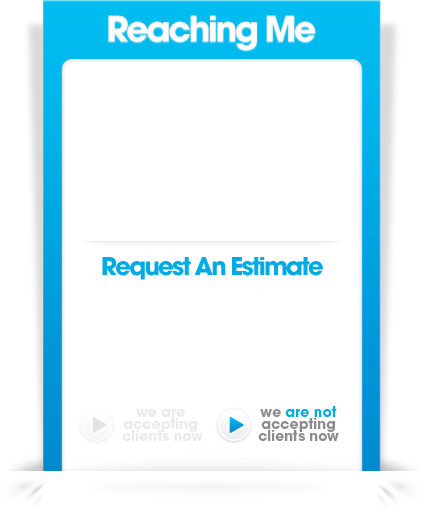 Reaching Me
Request An Estimate
we are
accepting
clients now
we are not
accepting
clients now